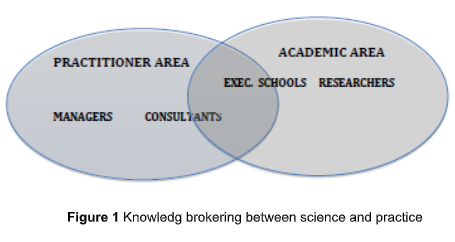 PRACTITIONER AREA
ACADEMIC AREA
EXEC. SCHOOLS RESEARCHERS
MANAGERS CONSULTANTS
Figure 1 Knowledg brokering between science and practice